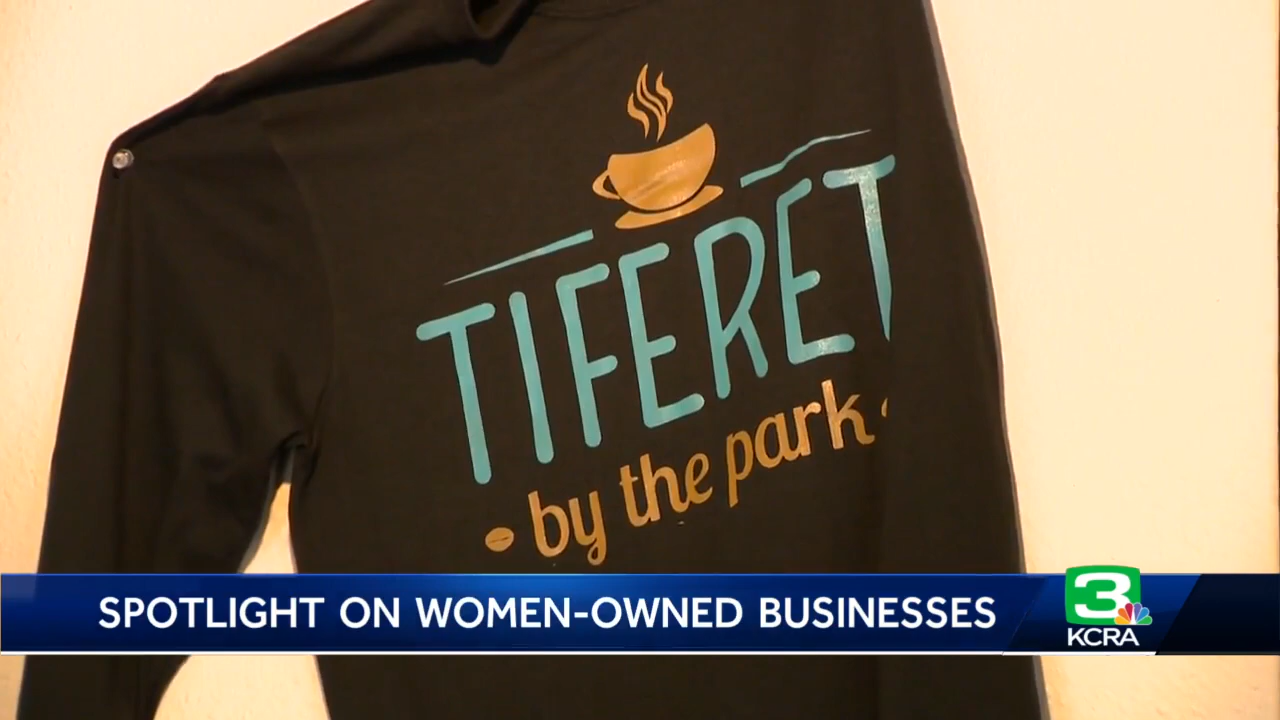 TIFERET
by the park
SPOTLIGHT ON WOMEN-OWNED BUSINESSES
3
KCRA